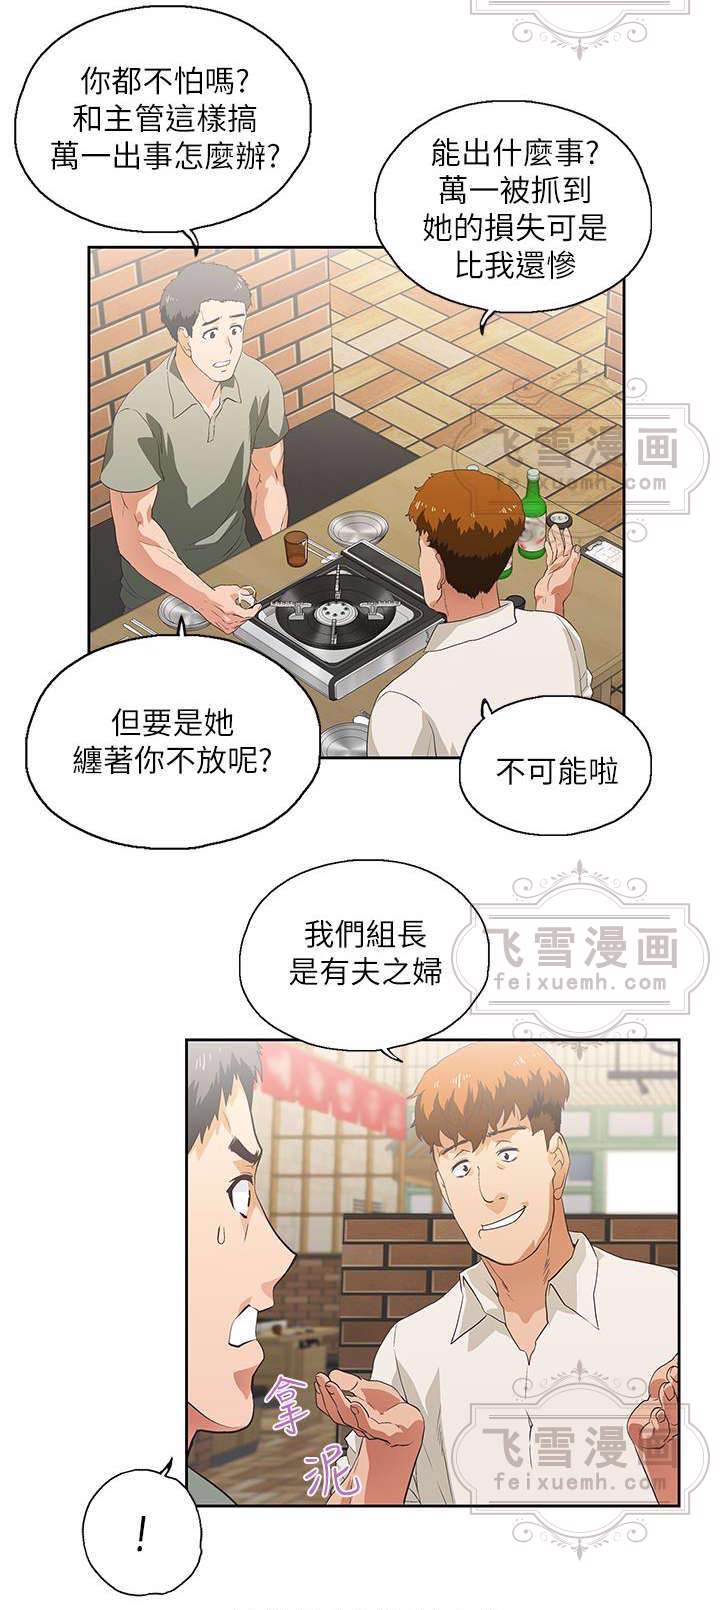 你都不怕嗎?
和主管這樣搞
萬一出事怎麼辦?
能出什麼事?
萬一被抓到
她的損失可是
比我還慘
飞雪漫画
feixuemh.com
但要是她
纏著你不放呢?
不可能啦
我們組長
是有夫之婦
飞雪漫画
feixuemh.com
拿
泥
飞雪漫画
feixuemh.com
!